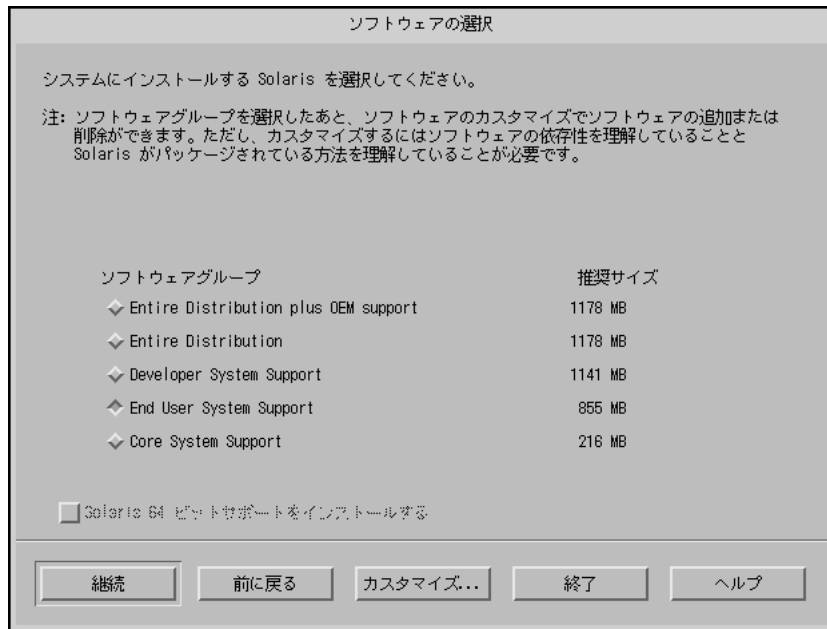 ソフトウェアの選択
システムにインストールする Solaris を選択してください。
注: ソフトウェアグループを選択したあと、ソフトウェアのカスタマイズでソフトウェアの追加または
削除ができます。ただし、カスタマイズするにはソフトウェアの依存性を理解していることと
Solaris がパッケージされている方法を理解していることが必要です。
ソフトウェアグループ 推奨サイズ
Entire Distribution plus OEM support 1178 MB
Entire Distribution 1178 MB
Developer System Support 1141 MB
End User System Support 855 MB
Core System Support 216 MB
Solaris 64 ビットサポートをインストールする
継続 前に戻る カスタマイズ... 終了 ヘルプ